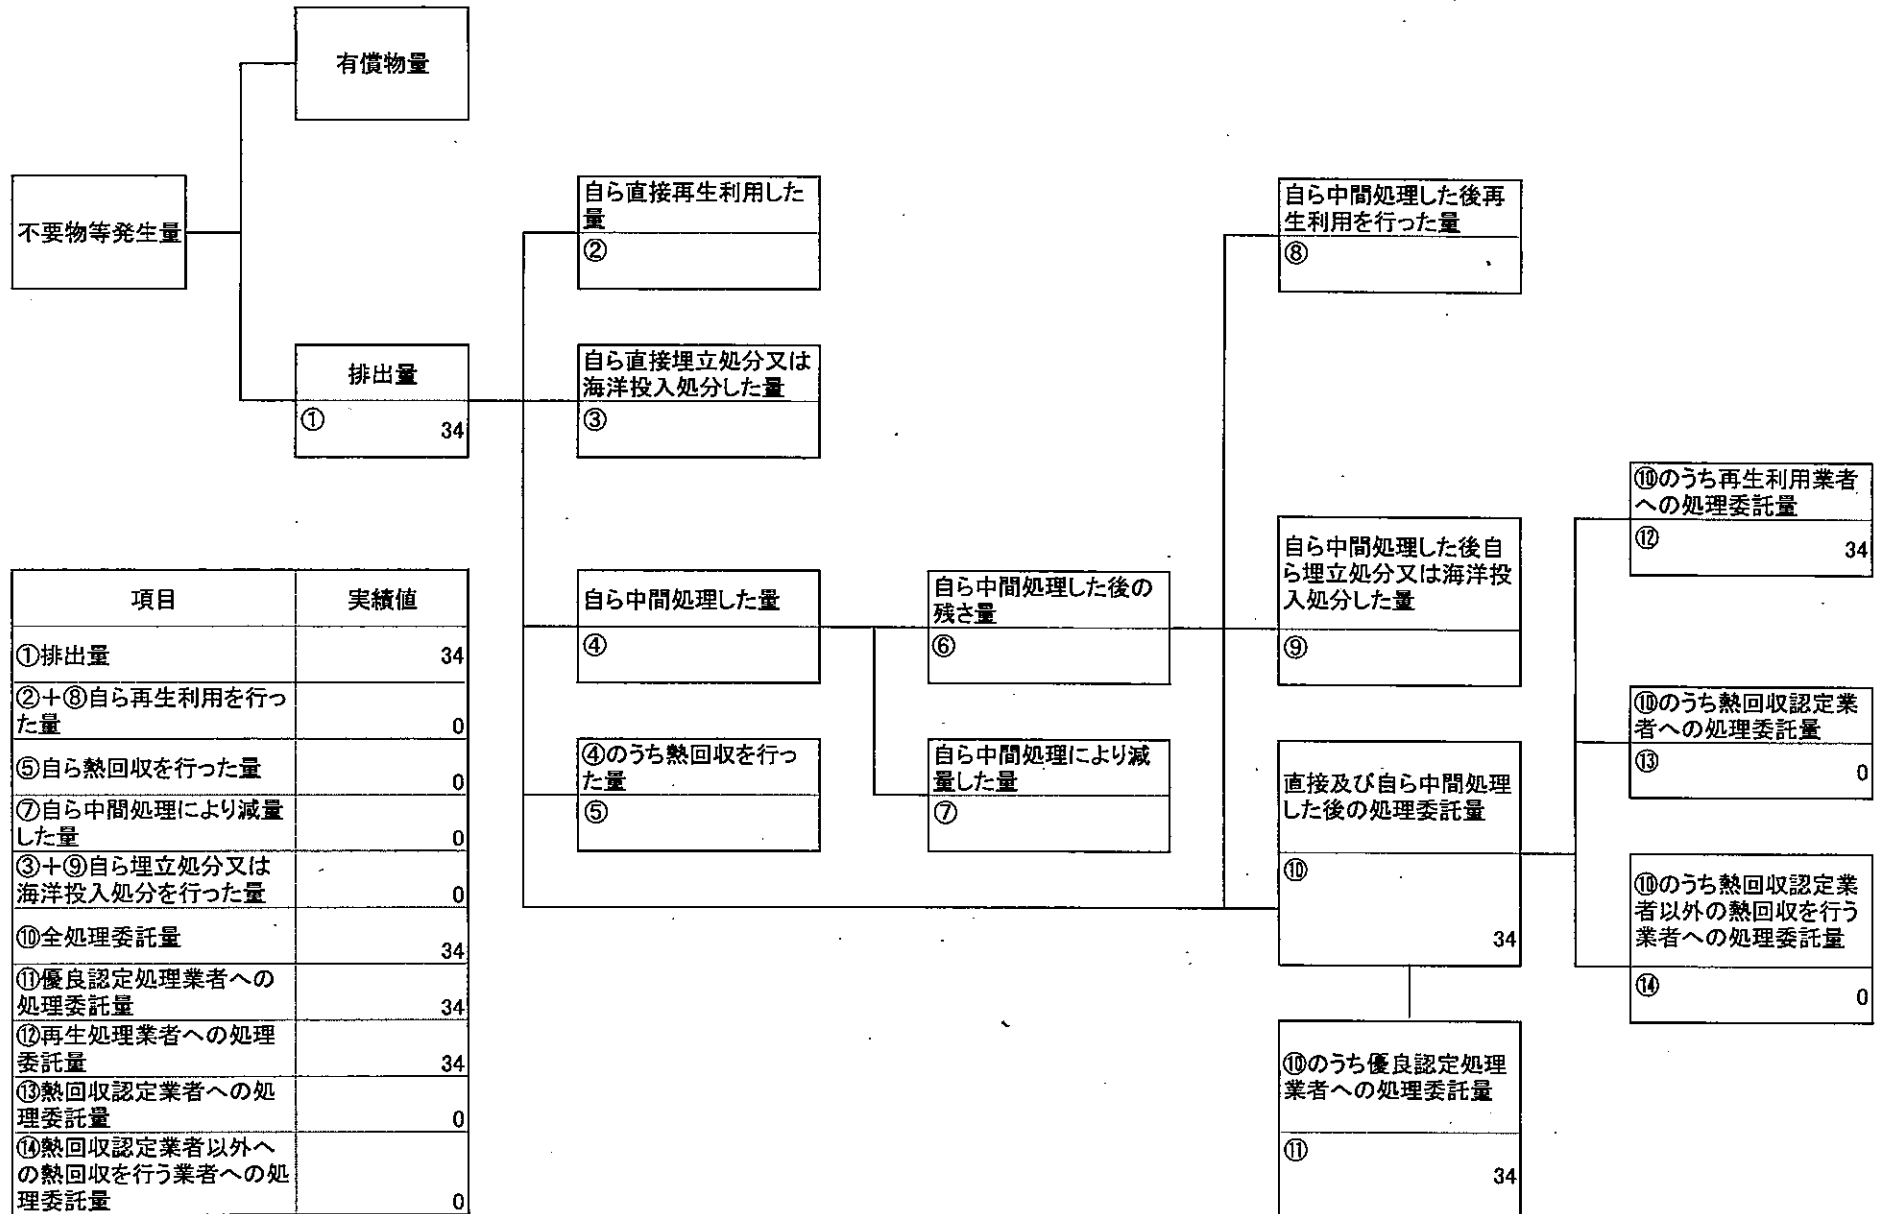 有償物量
不要物等発生量
自ら直接再生利用した
量
②
自ら中間処理した後再
生利用を行った量
⑧
排出量
① 34
自ら直接埋立処分又は
海洋投入処分した量
③
⑩のうち再生利用業者
への処理委託量
⑫ 34
自ら中間処理した量
④
自ら中間処理した後の
残さ量
⑥
自ら中間処理した後自
ら埋立処分又は海洋投
入処分した量
⑨
⑩のうち熱回収認定業
者への処理委託量
⑬ 0
④のうち熱回収を行っ
た量
⑤
自ら中間処理により減
量した量
⑦
直接及び自ら中間処理
した後の処理委託量
⑩
34
⑩のうち熱回収認定業
者以外の熱回収を行う
業者への処理委託量
⑭ 0
⑩のうち優良認定処理
業者への処理委託量
⑪
34
項目 実績値
①排出量 34
②+⑧自ら再生利用を行っ
た量 0
⑤自ら熱回収を行った量 0
⑦自ら中間処理により減量
した量 0
③+⑨自ら埋立処分又は
海洋投入処分を行った量 0
⑩全処理委託量 34
⑪優良認定処理業者への
処理委託量 34
⑫再生処理業者への処理
委託量 34
⑬熱回収認定業者への処
理委託量 0
⑭熱回収認定業者以外へ
の熱回収を行う業者への処
理委託量 0